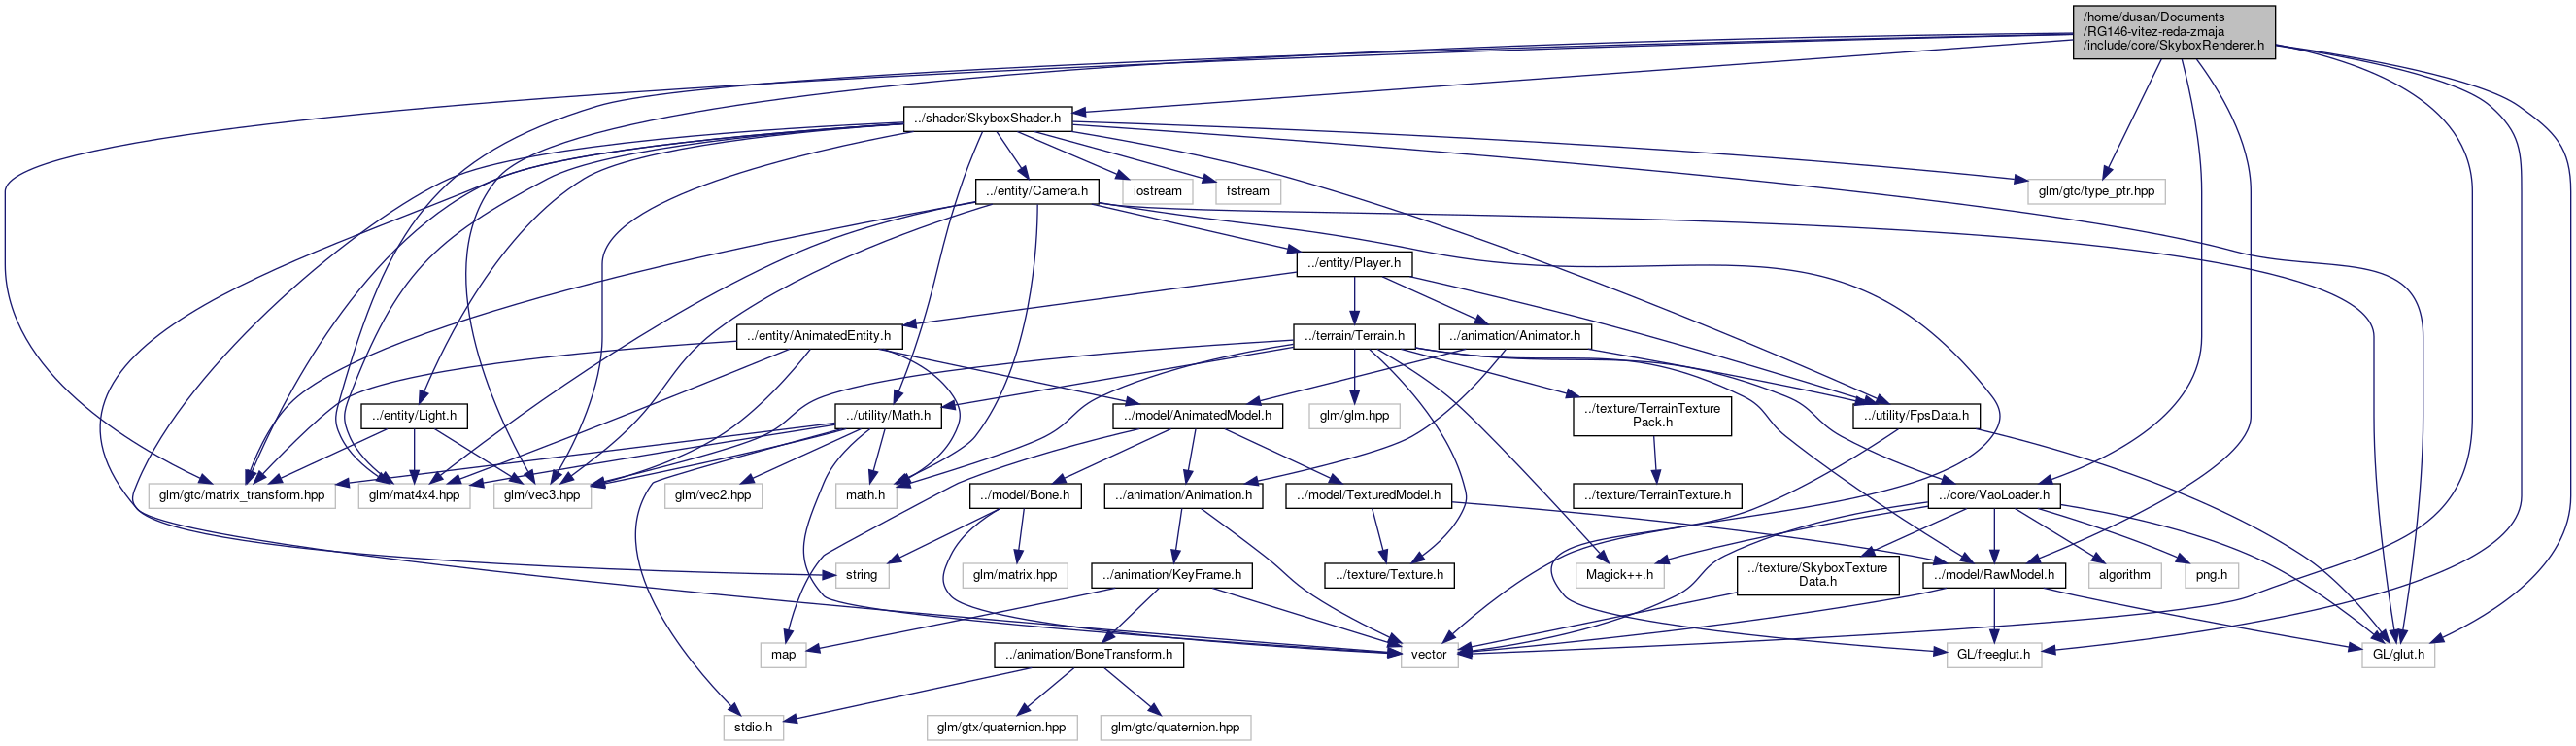 /home/dusan/Documents
/RG146-vitez-reda-zmaja
/include/core/SkyboxRenderer.h
../shader/SkyboxShader.h
../entity/Camera.h
iostream
fstream
glm/gtc/type_ptr.hpp
../entity/Player.h
../entity/AnimatedEntity.h
../terrain/Terrain.h
../animation/Animator.h
../entity/Light.h
../utility/Math.h
../model/AnimatedModel.h
glm/glm.hpp
../texture/TerrainTexture
Pack.h
../utility/FpsData.h
glm/gtc/matrix_transform.hpp
glm/mat4x4.hpp
glm/vec3.hpp
glm/vec2.hpp
math.h
../model/Bone.h
../animation/Animation.h
../model/TexturedModel.h
../texture/TerrainTexture.h
../core/VaoLoader.h
string
glm/matrix.hpp
../animation/KeyFrame.h
../texture/Texture.h
Magick++.h
../texture/SkyboxTexture
Data.h
../model/RawModel.h
algorithm
png.h
map
../animation/BoneTransform.h
vector
GL/freeglut.h
GL/glut.h
stdio.h
glm/gtx/quaternion.hpp
glm/gtc/quaternion.hpp